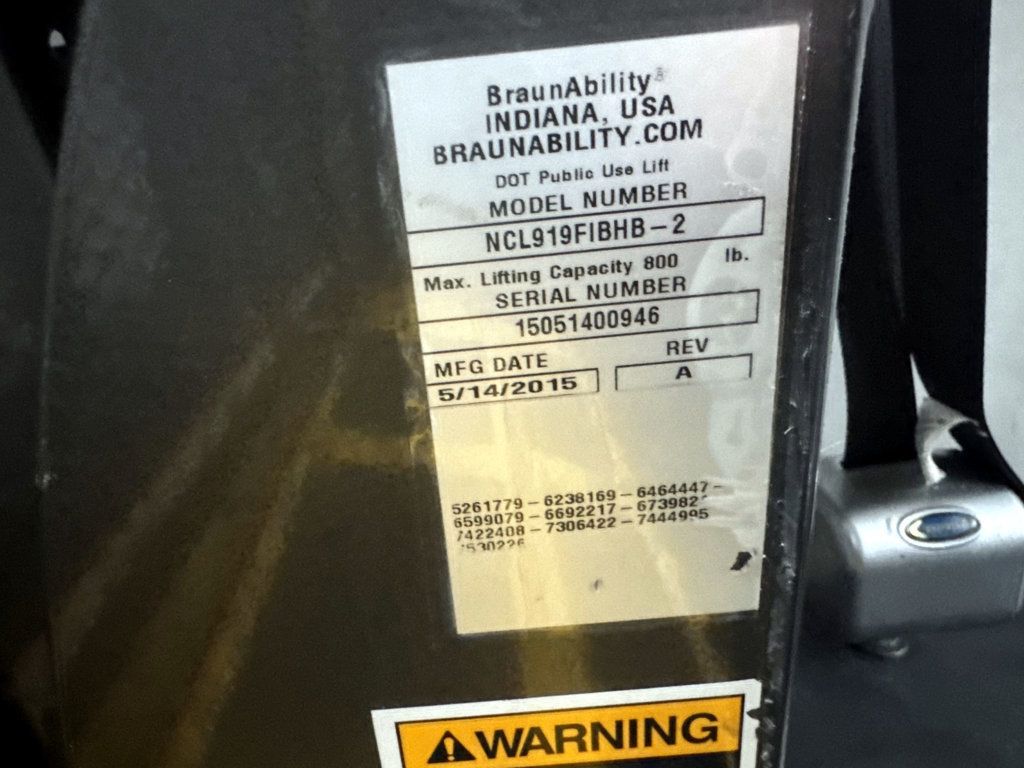 BraunAbility®
INDIANA, USA
BRAUNABILITY.COM
DOT Public Use Lift
MODEL NUMBER
NCL919FIBHB-2
Max. Lifting Capacity 800 lb.
SERIAL NUMBER
15051400946
MFG DATE REV
5/14/2015 A
5261779-6238169-6464447-
6599079-6692217-
7422408-7306422-7444995
WARNING